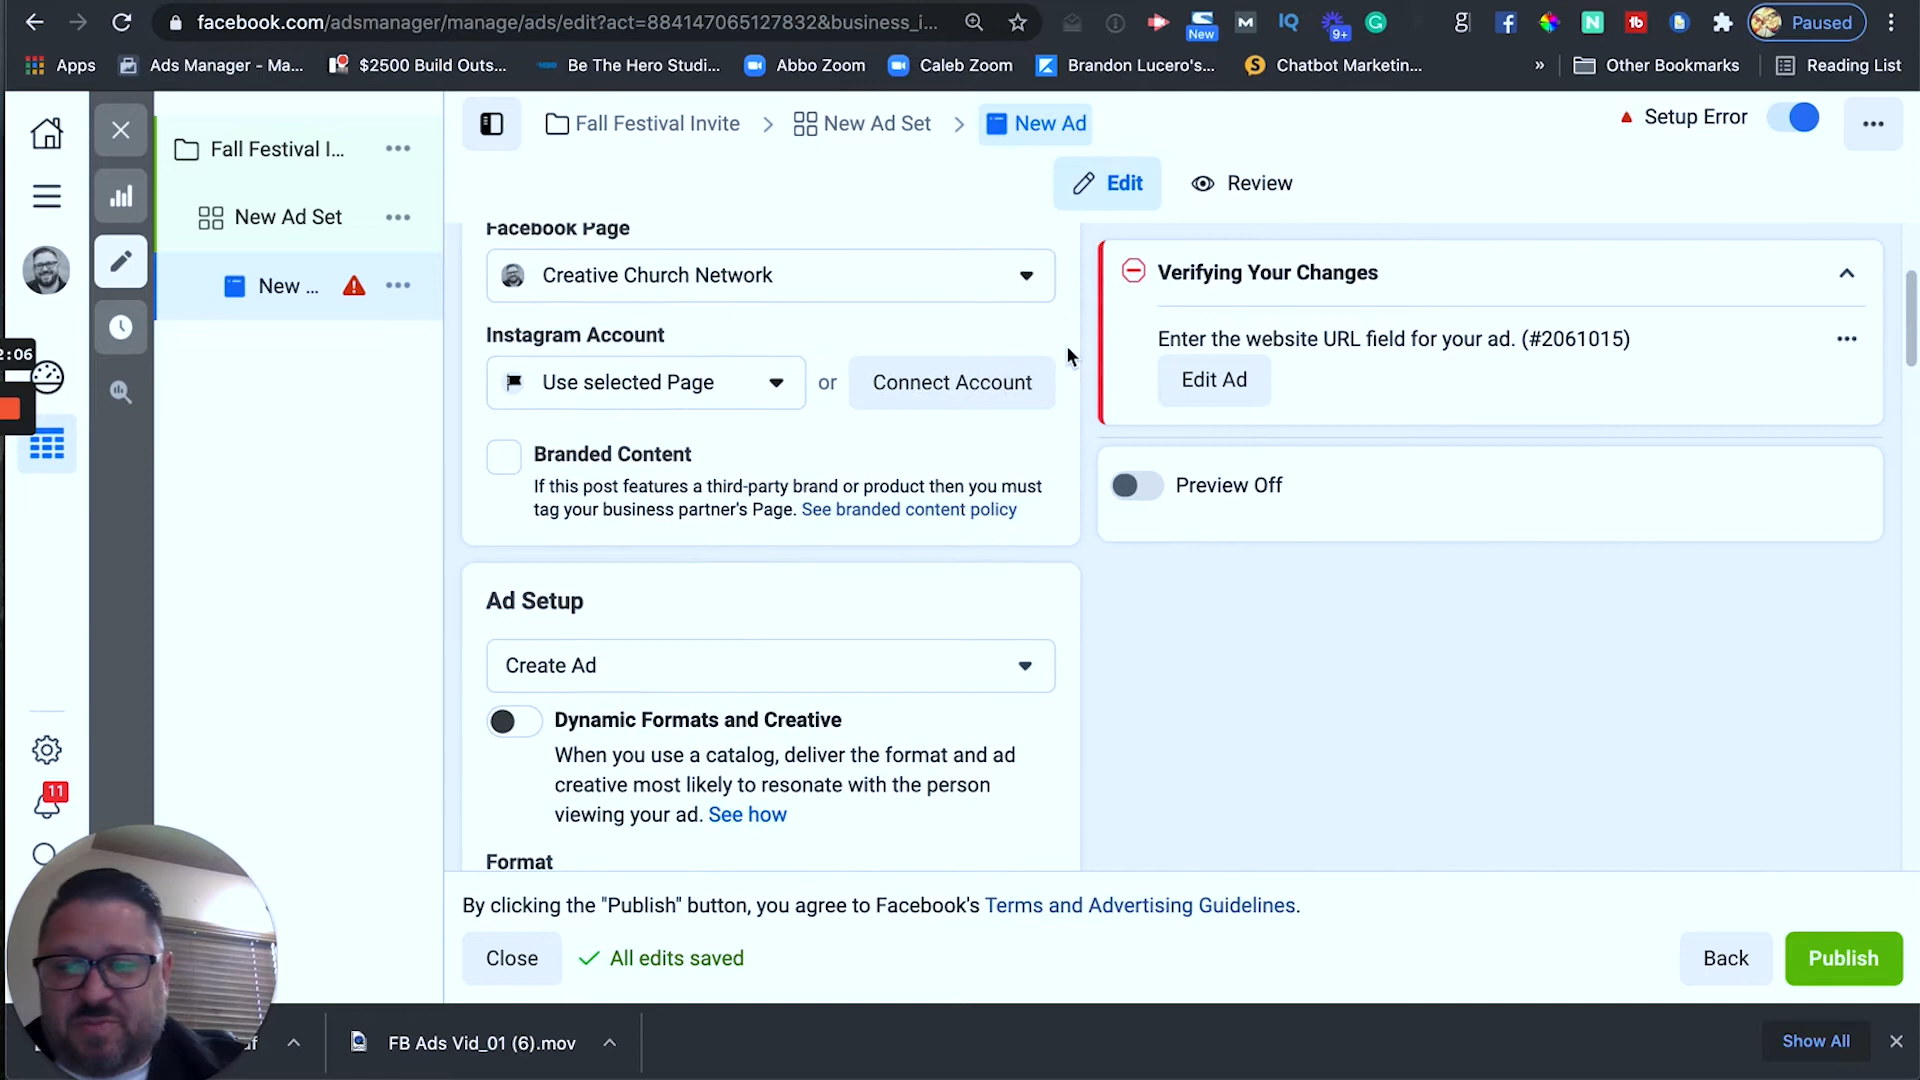 facebook.com/adsmanager/manage/ads/edit?act=884147065127832&business_i...
New
9+
Paused
Apps
Ads Manager - Ma...
$2500 Build Outs...
Be The Hero Studi...
Abbo Zoom
Caleb Zoom
Brandon Lucero's...
Chatbot Marketin...
»
Other Bookmarks
Reading List
Fall Festival I...
New Ad Set
New ...
Fall Festival Invite > New Ad Set > New Ad
Setup Error
Edit
Review
Facebook Page
Creative Church Network
Instagram Account
Use selected Page
or
Connect Account
Branded Content
If this post features a third-party brand or product then you must
tag your business partner's Page. See branded content policy
Ad Setup
Create Ad
Dynamic Formats and Creative
When you use a catalog, deliver the format and ad
creative most likely to resonate with the person
viewing your ad. See how
Format
Verifying Your Changes
Enter the website URL field for your ad. (#2061015)
Edit Ad
Preview Off
2:06
11
By clicking the "Publish" button, you agree to Facebook's Terms and Advertising Guidelines.
Close
All edits saved
Back
Publish
FB Ads Vid_01 (6).mov
Show All